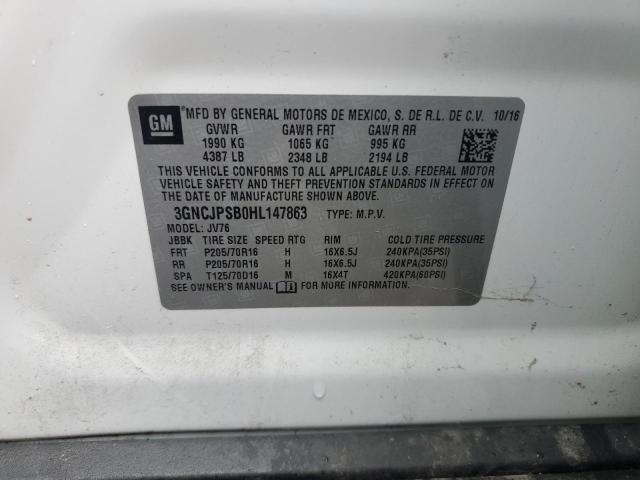 GM ®MFD BY GENERAL MOTORS DE MEXICO, S. DE R.L. DE C.V. 10/16
GVWR GAWR FRT GAWR RR
1990 KG 1065 KG 995 KG
4387 LB 2348 LB 2194 LB
THIS VEHICLE CONFORMS TO ALL APPLICABLE U.S. FEDERAL MOTOR
VEHICLE SAFETY AND THEFT PREVENTION STANDARDS IN EFFECT ON THE
DATE OF MANUFACTURE SHOWN ABOVE.
3GNCJPSB0HL147863 TYPE: M.P.V.
MODEL: JV76
JBBK TIRE SIZE SPEED RTG RIM COLD TIRE PRESSURE
FRT P205/70R16 H 16X6.5J 240KPA(35PSI)
RR P205/70R16 H 16X6.5J 240KPA(35PSI)
SPA T125/70D16 M 16X4T 420KPA(60PSI)
SEE OWNER'S MANUAL FOR MORE INFORMATION.